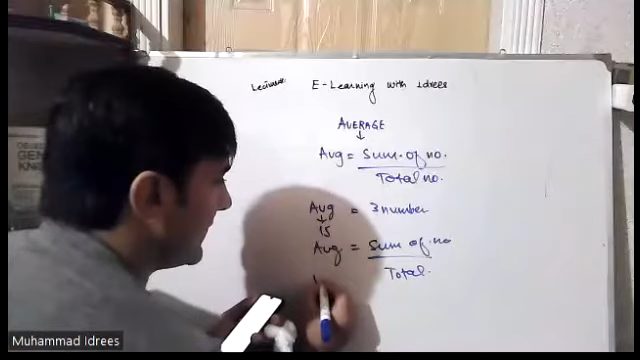 Lecture#
E-Learning with Idrees
AVERAGE
Avg = Sum of no.
Total no.
Avg = 3 number
15
Avg. = Sum of no
Total.
Muhammad Idrees